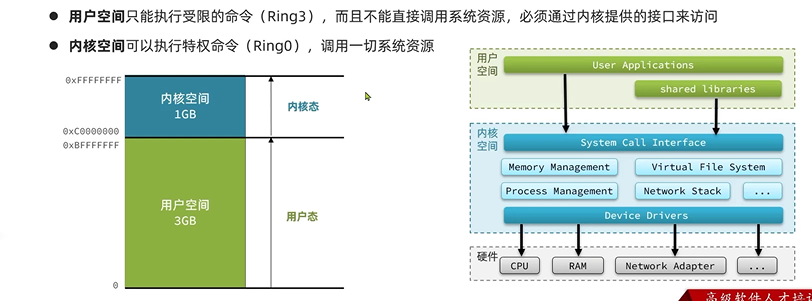 ● 用户空间只能执行受限的命令（Ring3），而且不能直接调用系统资源，必须通过内核提供的接口来访问
● 内核空间可以执行特权命令（Ring0），调用一切系统资源
0xFFFFFFFF
内核空间
1GB
内核态
0xC0000000
0xBFFFFFFF
用户空间
3GB
用户态
0
用户
空间
User Applications
shared libraries
内核
空间
System Call Interface
Memory Management
Virtual File System
Process Management
Network Stack
...
Device Drivers
硬件
CPU
RAM
Network Adapter
...
高级软件人才培